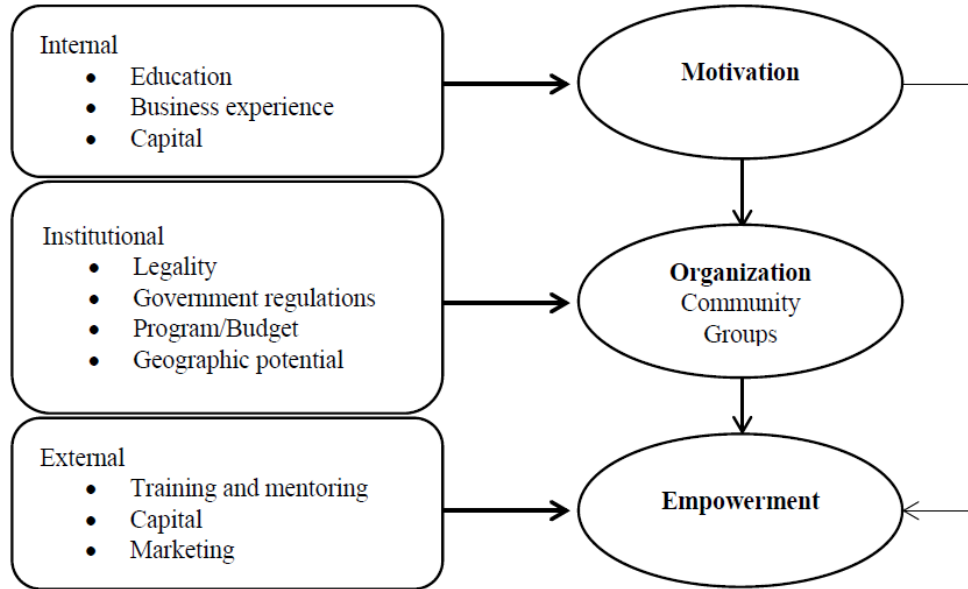 Internal
• Education
• Business experience
• Capital
Motivation
Institutional
• Legality
• Government regulations
• Program/Budget
• Geographic potential
Organization
Community
Groups
External
• Training and mentoring
• Capital
• Marketing
Empowerment